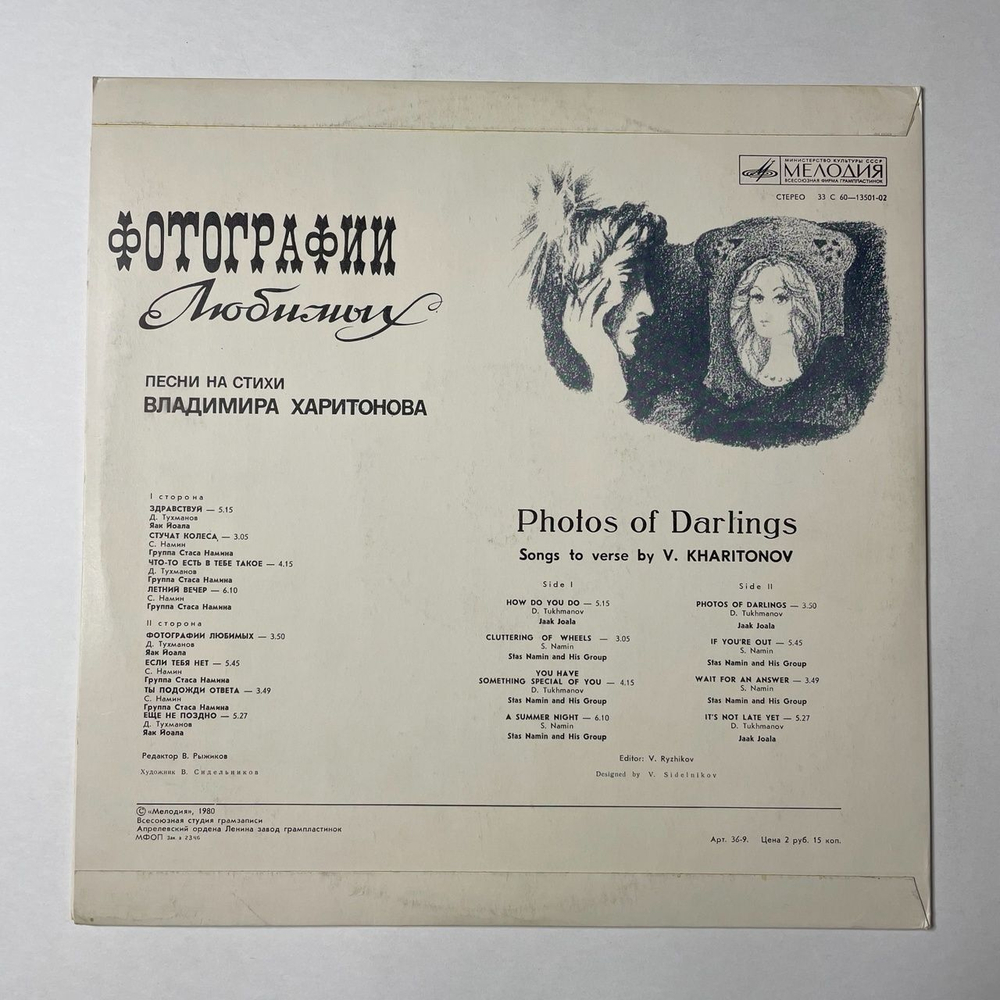 МИНИСТЕРСТВО КУЛЬТУРЫ СССР
МЕЛОДИЯ
ВСЕСОЮЗНАЯ ФИРМА ГРАМПЛАСТИНОК
СТЕРЕО 33 С 60—13501-02
ФОТОГРАФИИ
Любимых
ПЕСНИ НА СТИХИ
ВЛАДИМИРА ХАРИТОНОВА
I сторона
ЗДРАВСТВУЙ — 5.15
Д. Тухманов
Яак Йоала
СТУЧАТ КОЛЕСА — 3.05
С. Намин
Группа Стаса Намина
ЧТО-ТО ЕСТЬ В ТЕБЕ ТАКОЕ — 4.15
Д. Тухманов
Группа Стаса Намина
ЛЕТНИЙ ВЕЧЕР — 6.10
С. Намин
Группа Стаса Намина
II сторона
ФОТОГРАФИИ ЛЮБИМЫХ — 3.50
Д. Тухманов
Яак Йоала
ЕСЛИ ТЕБЯ НЕТ — 5.45
С. Намин
Группа Стаса Намина
ТЫ ПОДОЖДИ ОТВЕТА — 3.49
С. Намин
Группа Стаса Намина
ЕЩЕ НЕ ПОЗДНО — 5.27
Д. Тухманов
Яак Йоала
Редактор В. Рыжиков
Художник В. Сидельников
Photos of Darlings
Songs to verse by V. KHARITONOV
Side I
HOW DO YOU DO — 5.15
D. Tukhmanov
Jaak Joala
CLUTTERING OF WHEELS — 3.05
S. Namin
Stas Namin and His Group
YOU HAVE
SOMETHING SPECIAL OF YOU — 4.15
D. Tukhmanov
Stas Namin and His Group
A SUMMER NIGHT — 6.10
S. Namin
Stas Namin and His Group
Side II
PHOTOS OF DARLINGS — 3.50
D. Tukhmanov
Jaak Joala
IF YOU'RE OUT — 5.45
S. Namin
Stas Namin and His Group
WAIT FOR AN ANSWER — 3.49
S. Namin
Stas Namin and His Group
IT'S NOT LATE YET — 5.27
D. Tukhmanov
Jaak Joala
Editor: V. Ryzhikov
Designed by V. Sidelnikov
© «Мелодия», 1980
Всесоюзная студия грамзаписи
Апрелевский ордена Ленина завод грампластинок
МФОП Зак. в 2346
Арт. 36-9. Цена 2 руб. 15 коп.